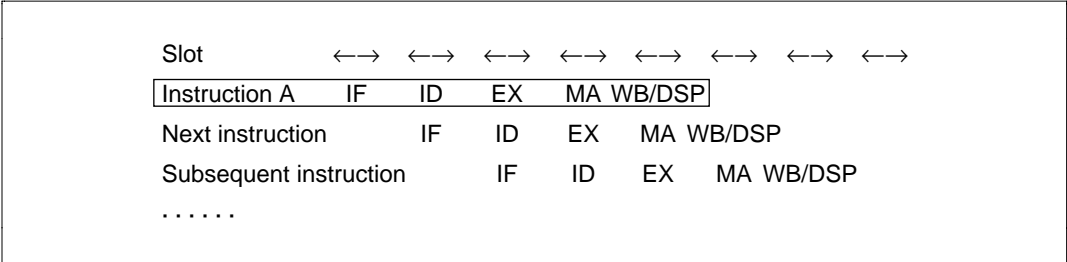 Slot ←→ ←→ ←→ ←→ ←→ ←→ ←→ ←→
Instruction A IF ID EX MA WB/DSP
Next instruction IF ID EX MA WB/DSP
Subsequent instruction IF ID EX MA WB/DSP
. . . . . .